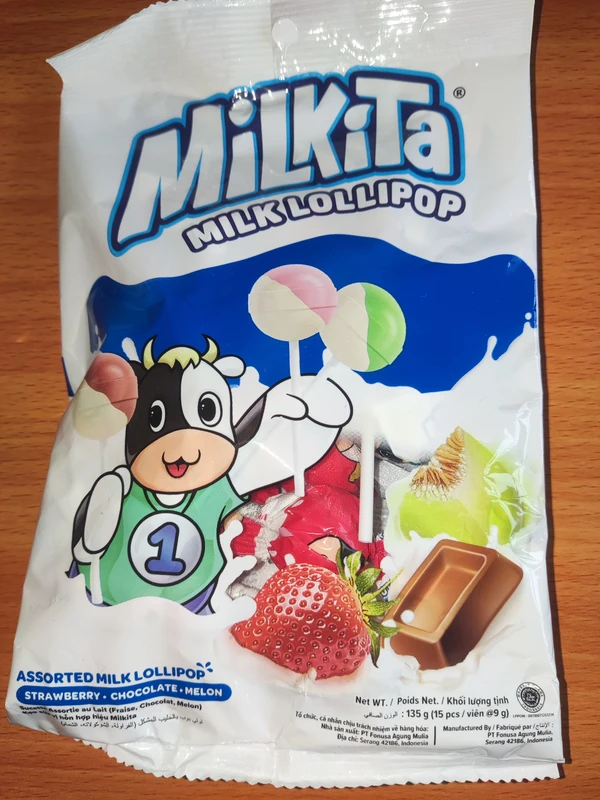 MiLKiTa®
MILK LOLLIPOP
1
ASSORTED MILK LOLLIPOP
STRAWBERRY • CHOCOLATE • MELON
Assortie au Lait (Fraise, Chocolat, Melon)
hỗn hợp hiệu Milkita
Net WT. / Poids Net. / Khối lượng tịnh
الوزن الصافي : 135 g (15 pcs / viên @9 g)
Tổ chức, cá nhân chịu trách nhiệm về hàng hóa:
Nhà sản xuất: PT Fonusa Agung Mulia
Địa chỉ: Serang 42186, Indonesia
Manufactured By / Fabriqué par / الإنتاج:
PT Fonusa Agung Mulia.
Serang 42186, Indonesia